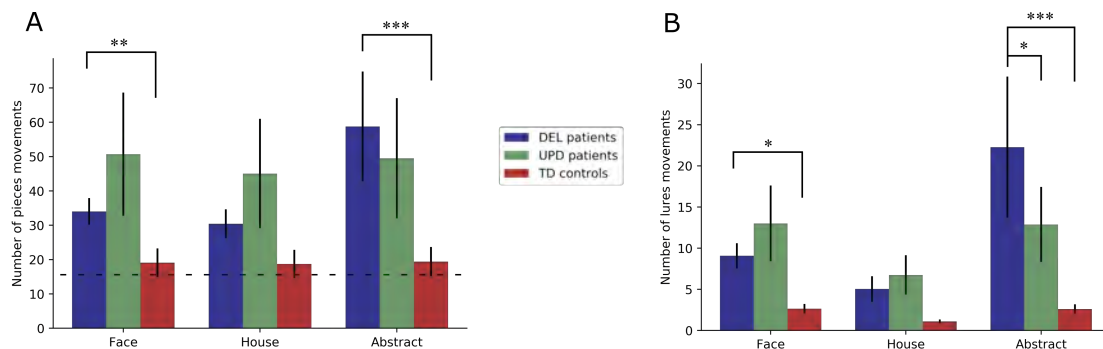 A
**
***
Number of pieces movements
70
60
50
40
30
20
10
0
Face
House
Abstract
DEL patients
UPD patients
TD controls
B
***
*
*
Number of lures movements
30
25
20
15
10
5
0
Face
House
Abstract